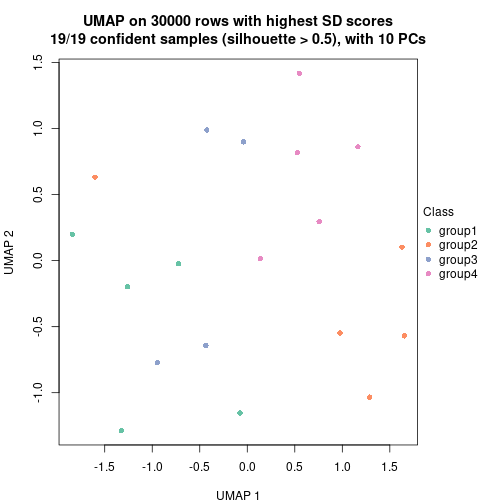 UMAP on 30000 rows with highest SD scores
19/19 confident samples (silhouette > 0.5), with 10 PCs
1.5
1.0
0.5
0.0
-0.5
-1.0
UMAP 2
-1.5
-1.0
-0.5
0.0
0.5
1.0
1.5
UMAP 1
Class
group1
group2
group3
group4